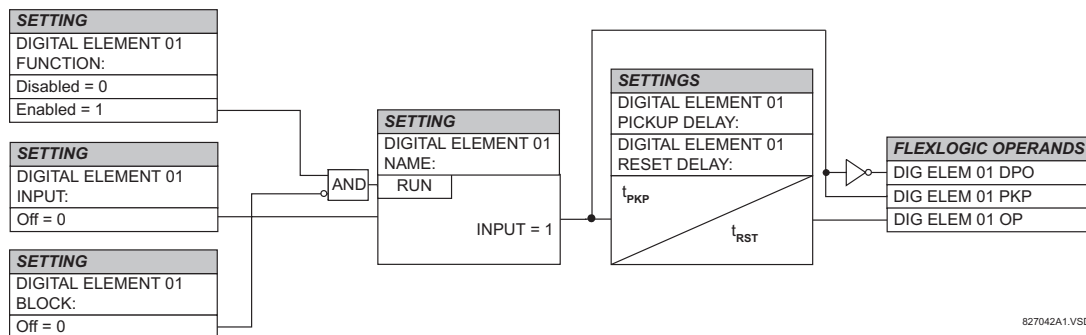 SETTING
DIGITAL ELEMENT 01
FUNCTION:
Disabled = 0
Enabled = 1
SETTING
DIGITAL ELEMENT 01
INPUT:
Off = 0
SETTING
DIGITAL ELEMENT 01
BLOCK:
Off = 0
AND
SETTING
DIGITAL ELEMENT 01
NAME:
RUN
INPUT = 1
SETTINGS
DIGITAL ELEMENT 01
PICKUP DELAY:
DIGITAL ELEMENT 01
RESET DELAY:
tPKP
tRST
FLEXLOGIC OPERANDS
DIG ELEM 01 DPO
DIG ELEM 01 PKP
DIG ELEM 01 OP
827042A1.VSD